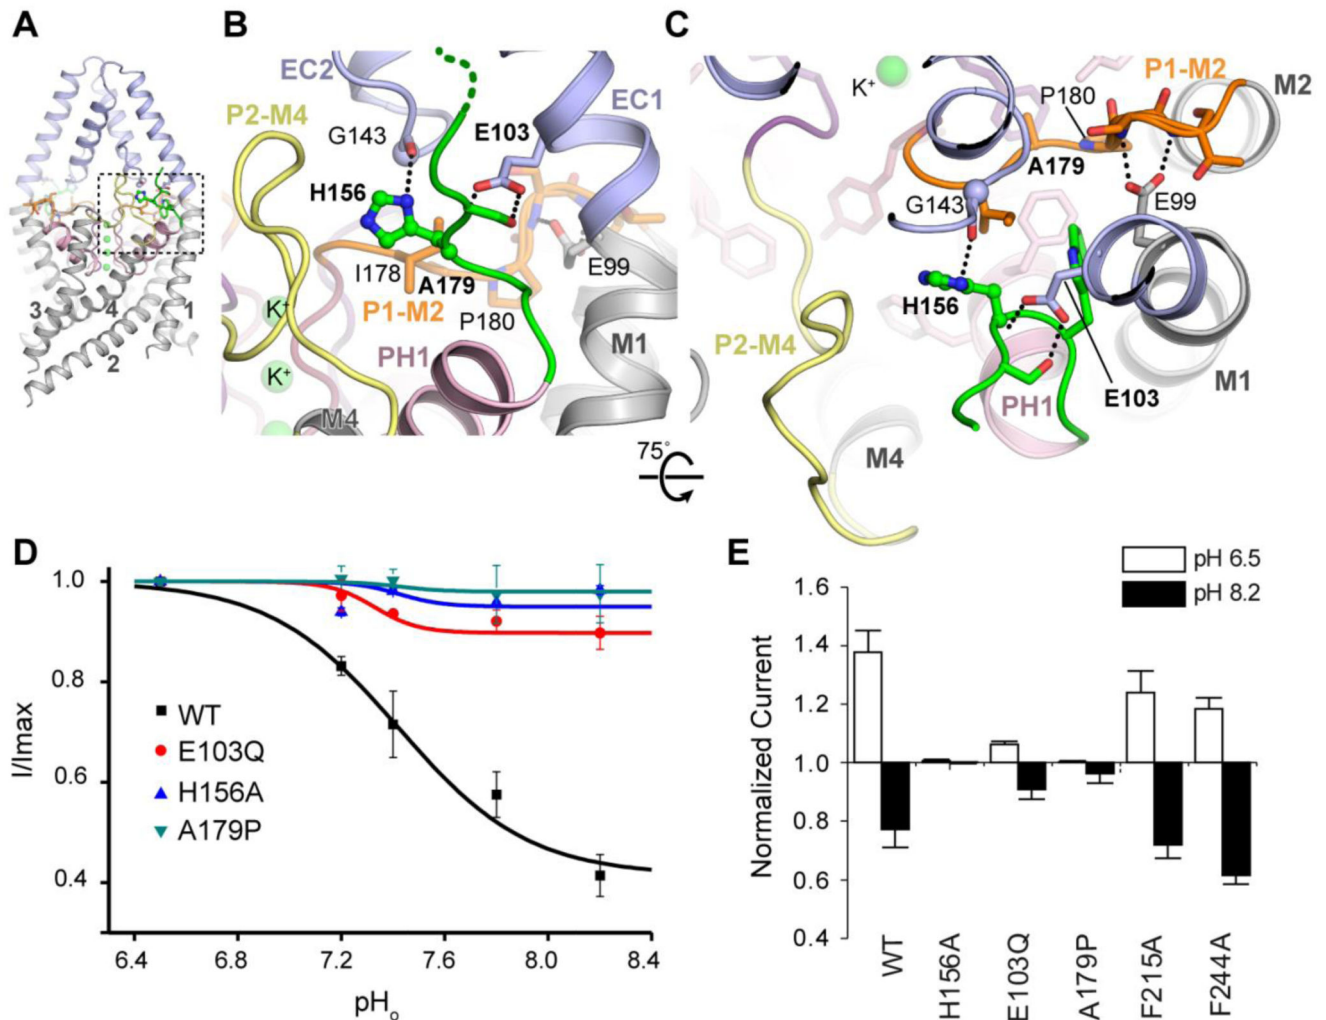 A
3
4
2
1
B
EC2
P2-M4
G143
E103
EC1
H156
I178
A179
E99
P1-M2
P180
K⁺
PH1
M1
K⁺
M4
75°
C
K⁺
P1-M2
P180
M2
A179
G143
E99
H156
P2-M4
M1
PH1
E103
M4
D
1.0
0.8
0.6
0.4
I/Imax
WT
E103Q
H156A
A179P
6.4 6.8 7.2 7.6 8.0 8.4
pHₒ
E
pH 6.5
pH 8.2
1.6
1.4
1.2
1.0
0.8
0.6
0.4
Normalized Current
WT
H156A
E103Q
A179P
F215A
F244A